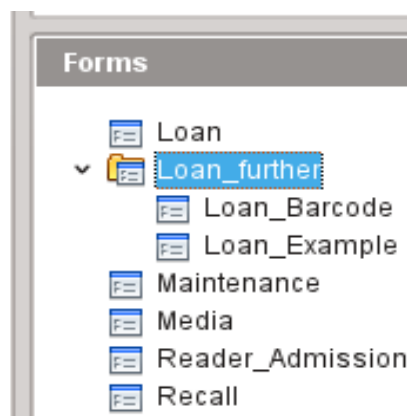 Forms
Loan
Loan_further
Loan_Barcode
Loan_Example
Maintenance
Media
Reader_Admission
Recall